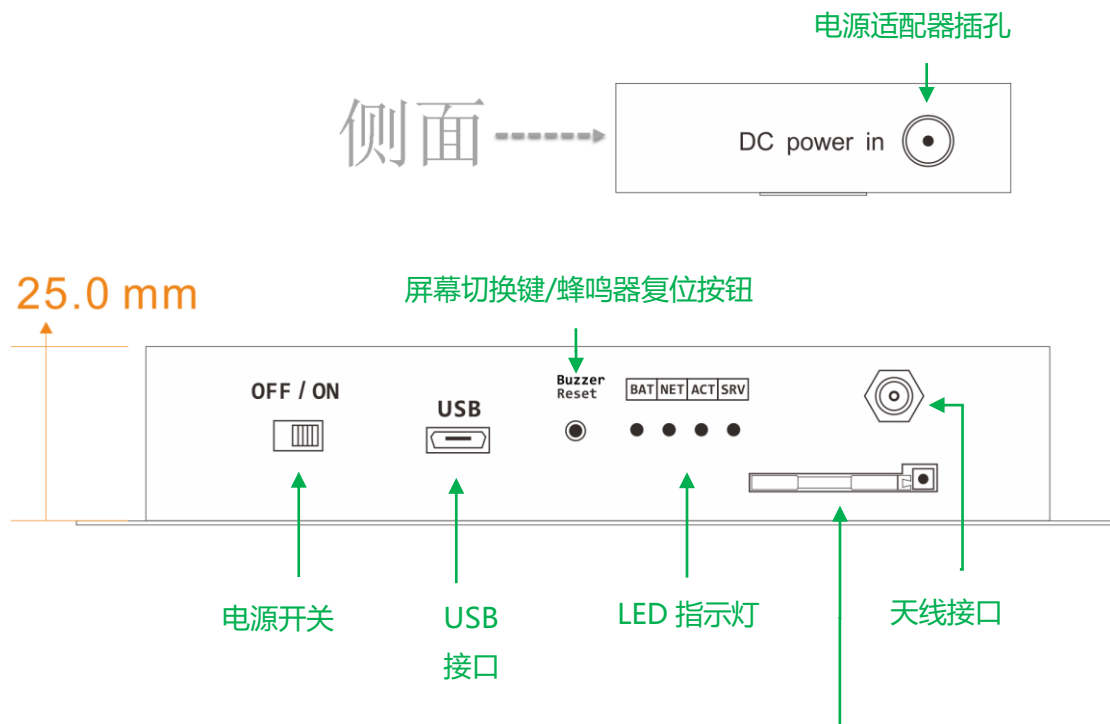 电源适配器插孔
侧面
DC power in
25.0 mm
屏幕切换键/蜂鸣器复位按钮
OFF / ON
USB
Buzzer
Reset
BAT NET ACT SRV
电源开关
USB
接口
LED 指示灯
天线接口